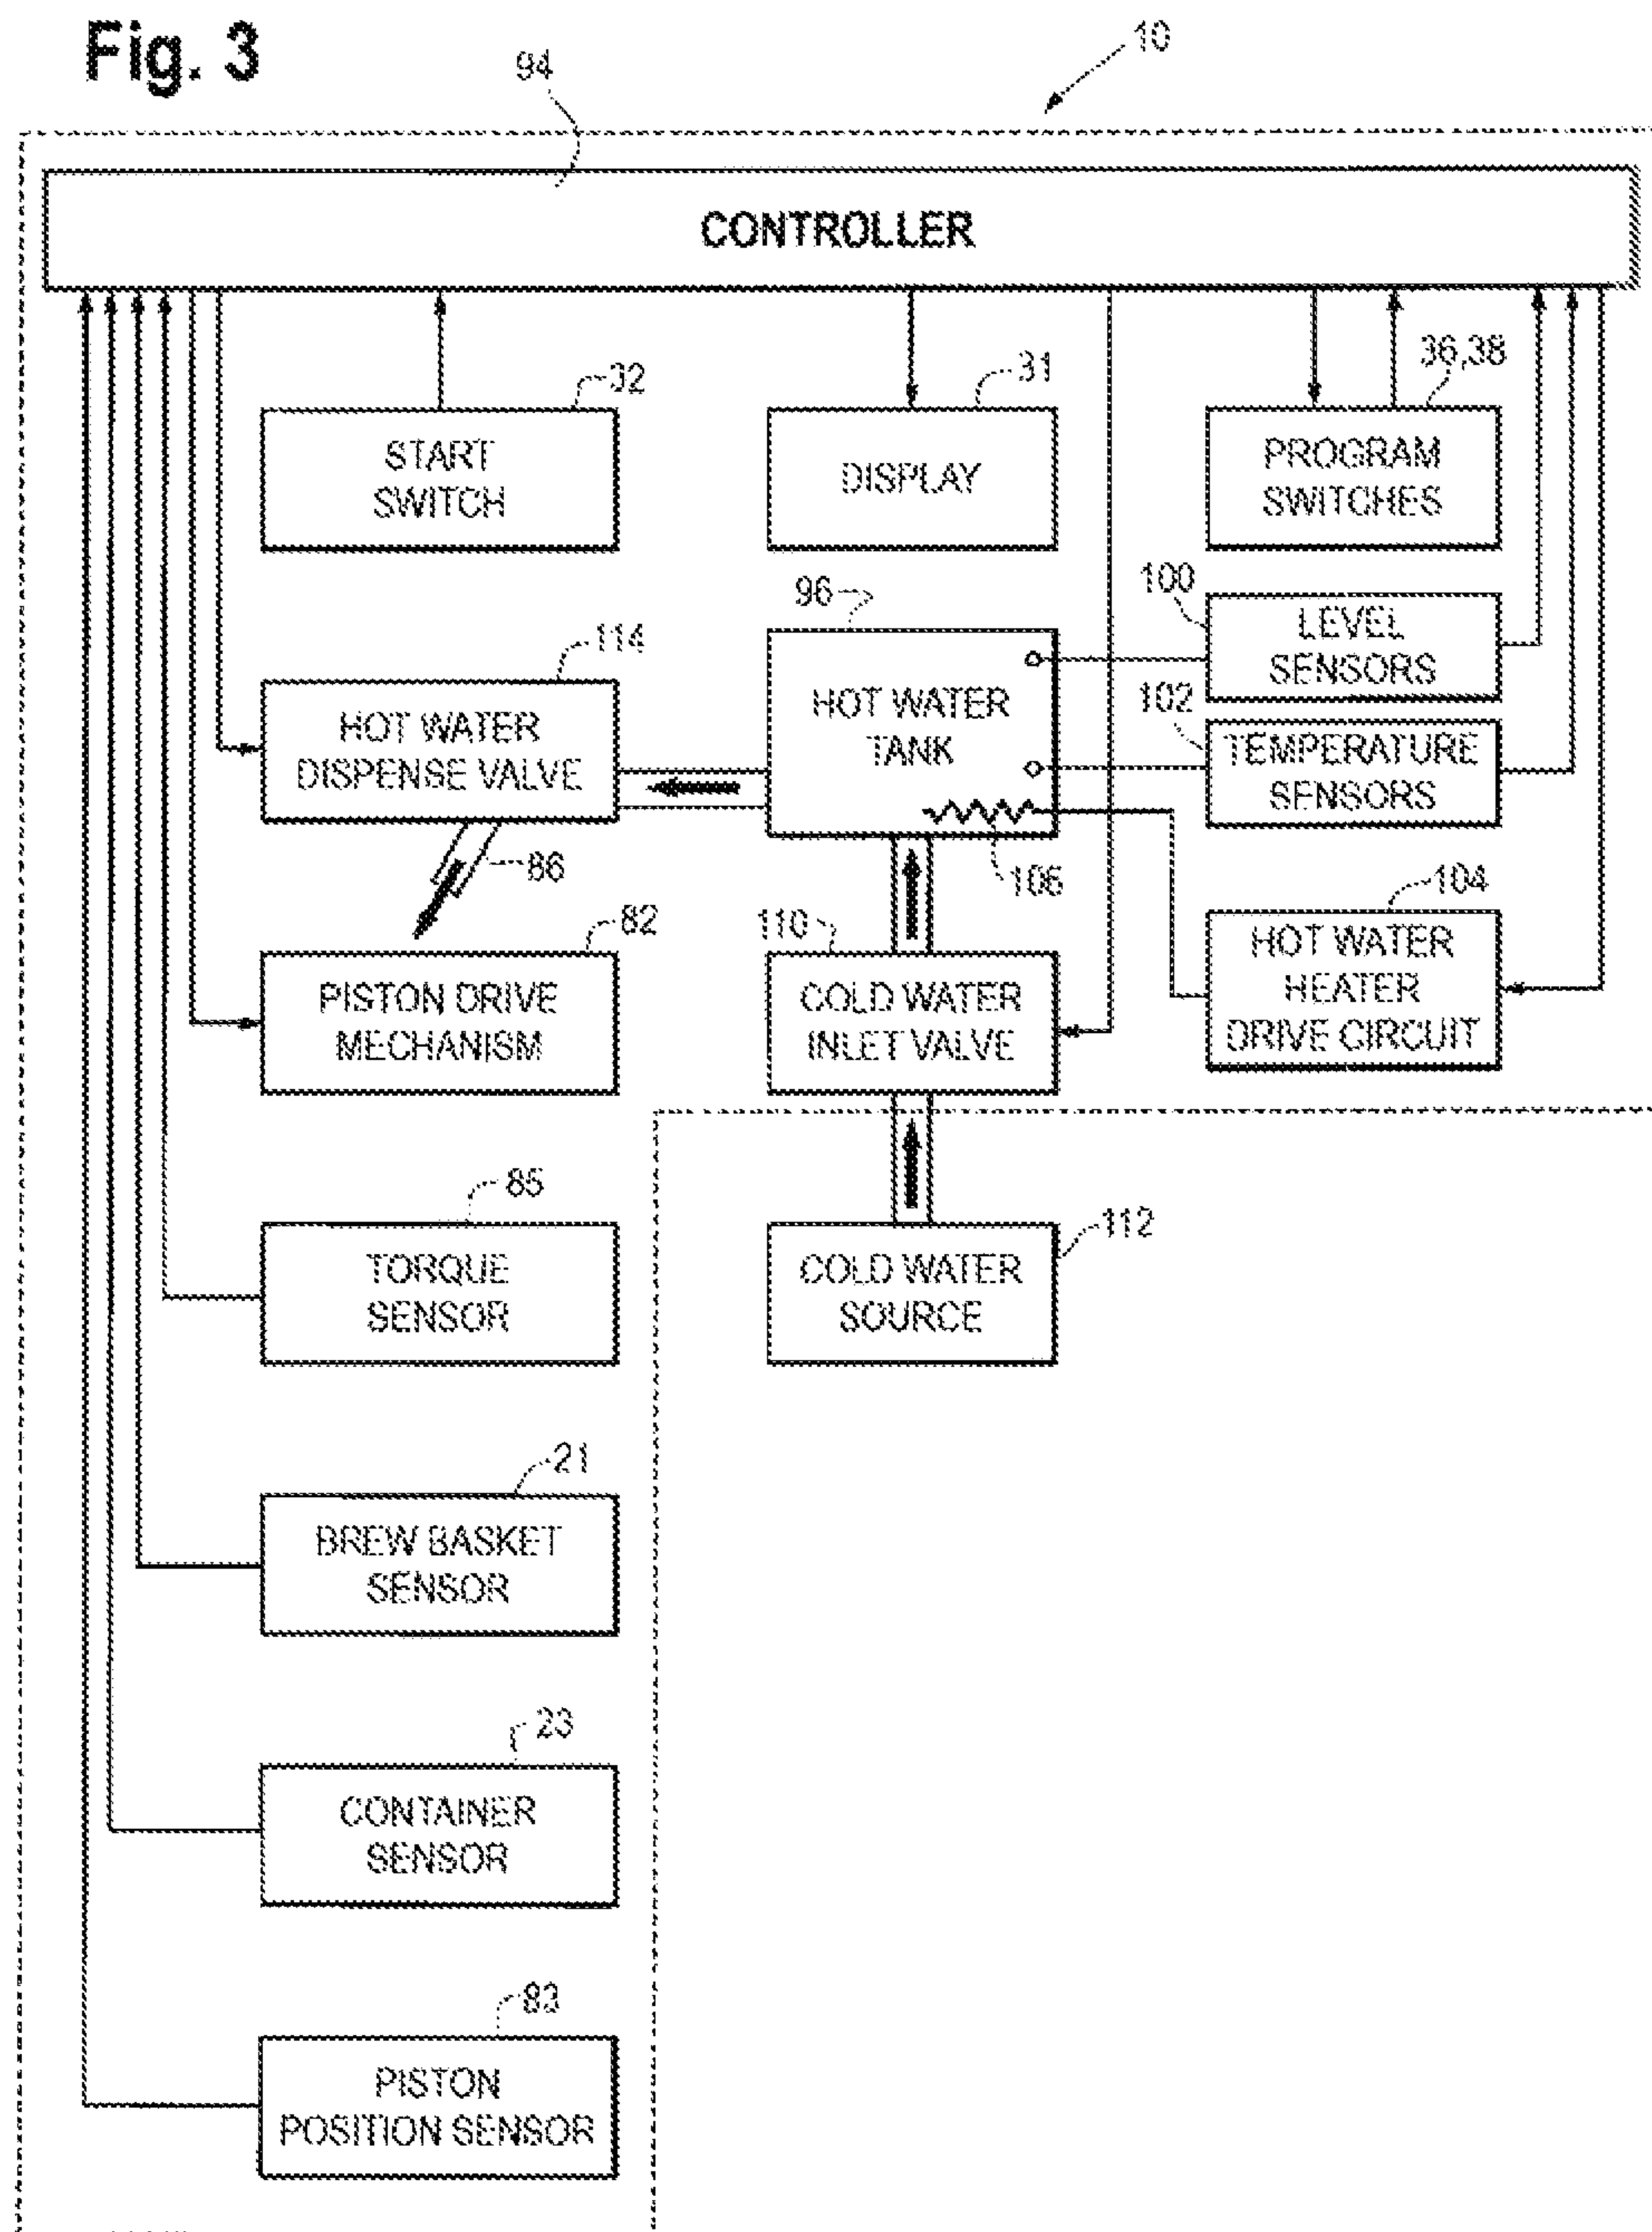 Fig. 3
94
10
CONTROLLER
32
31
36,38
START
SWITCH
DISPLAY
PROGRAM
SWITCHES
96
100
LEVEL
SENSORS
114
HOT WATER
DISPENSE VALVE
HOT WATER
TANK
102
TEMPERATURE
SENSORS
86
106
104
82
110
HOT WATER
HEATER
DRIVE CIRCUIT
PISTON DRIVE
MECHANISM
COLD WATER
INLET VALVE
85
112
TORQUE
SENSOR
COLD WATER
SOURCE
21
BREW BASKET
SENSOR
23
CONTAINER
SENSOR
83
PISTON
POSITION SENSOR